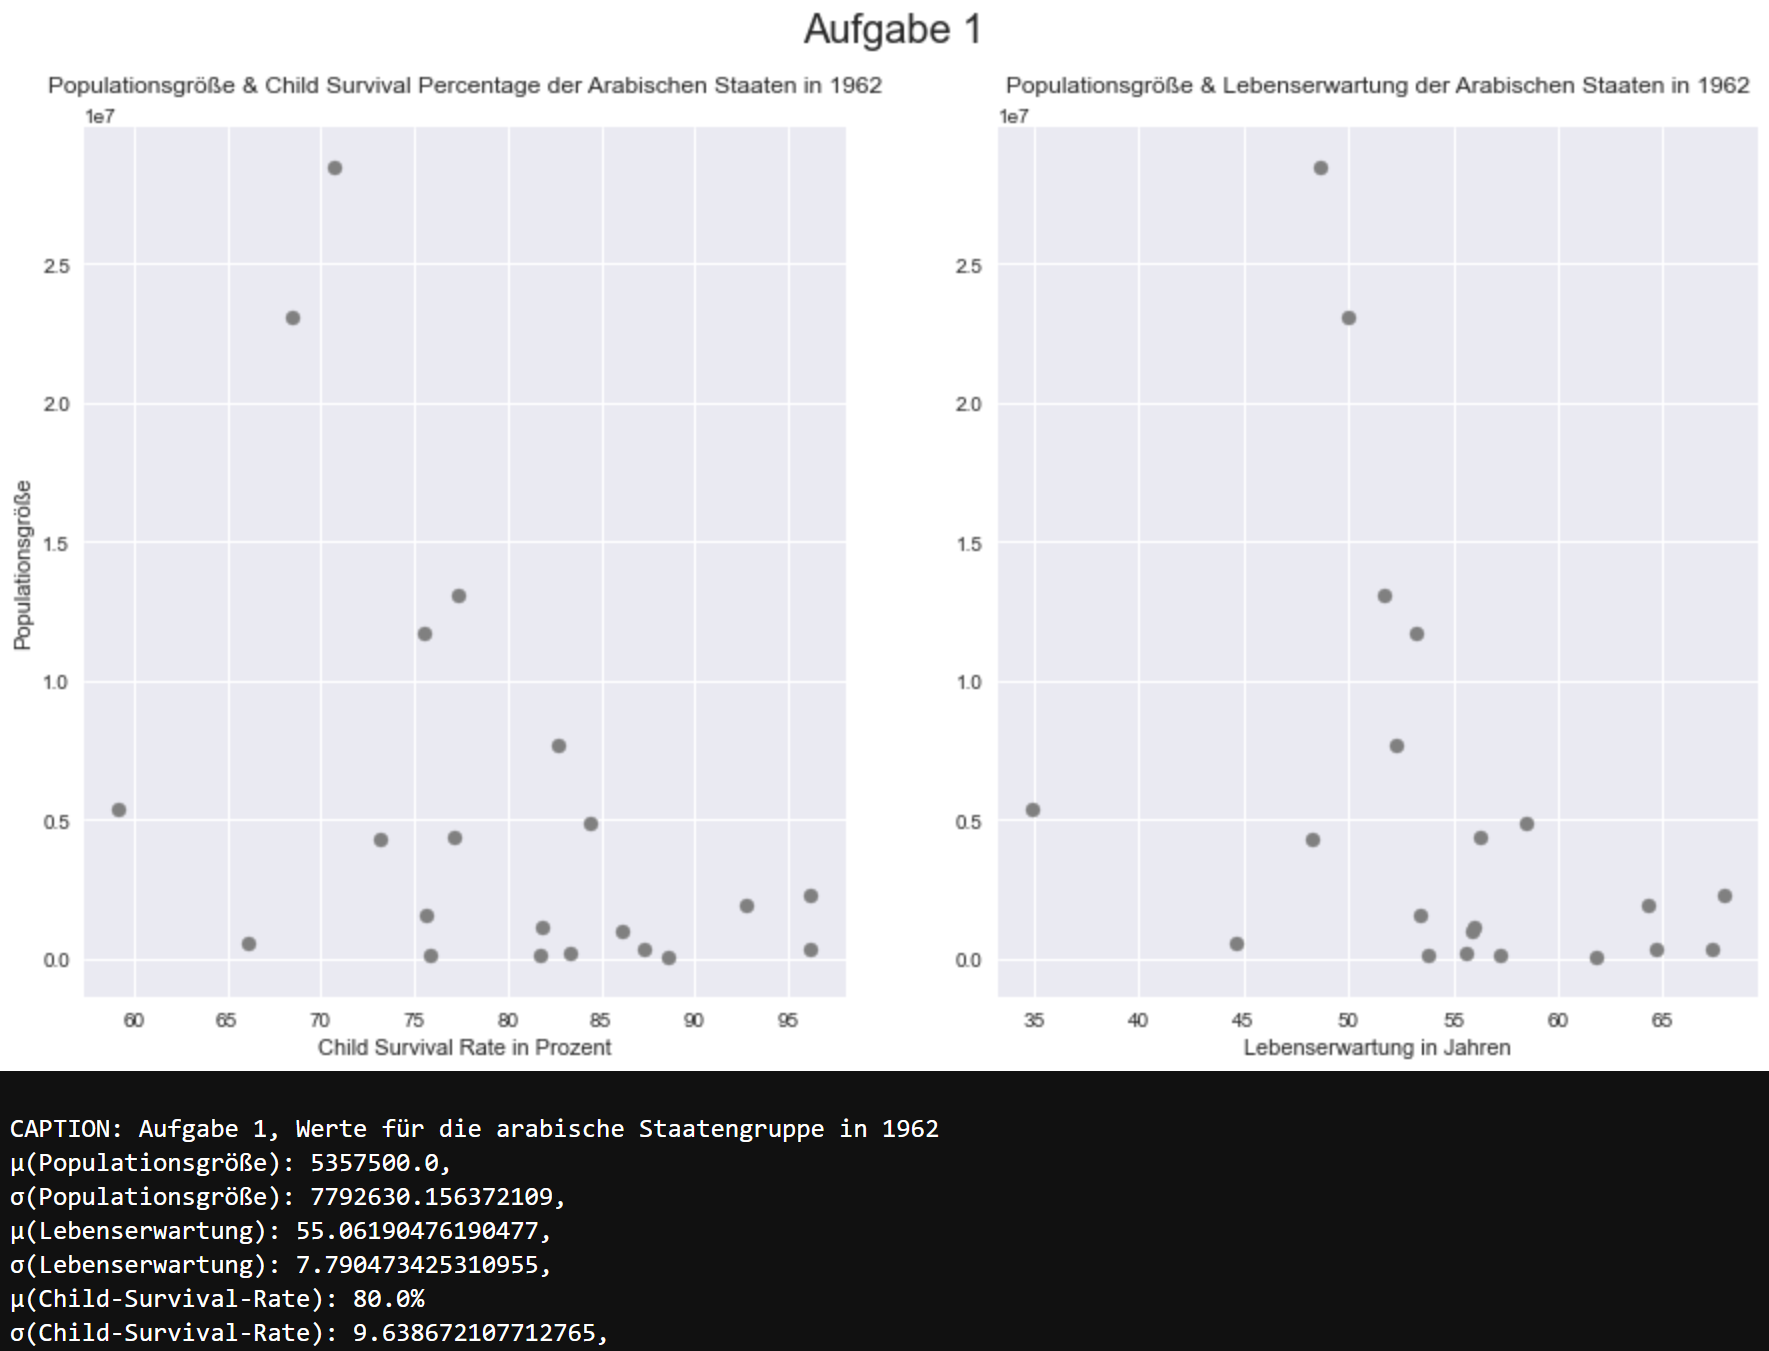 Aufgabe 1
Populationsgröße & Child Survival Percentage der Arabischen Staaten in 1962
1e7
2.5
2.0
1.5
1.0
0.5
0.0
Populationsgröße
60 65 70 75 80 85 90 95
Child Survival Rate in Prozent
Populationsgröße & Lebenserwartung der Arabischen Staaten in 1962
1e7
2.5
2.0
1.5
1.0
0.5
0.0
35 40 45 50 55 60 65
Lebenserwartung in Jahren
CAPTION: Aufgabe 1, Werte für die arabische Staatengruppe in 1962
μ(Populationsgröße): 5357500.0,
σ(Populationsgröße): 7792630.156372109,
μ(Lebenserwartung): 55.06190476190477,
σ(Lebenserwartung): 7.790473425310955,
μ(Child-Survival-Rate): 80.0%
σ(Child-Survival-Rate): 9.638672107712765,